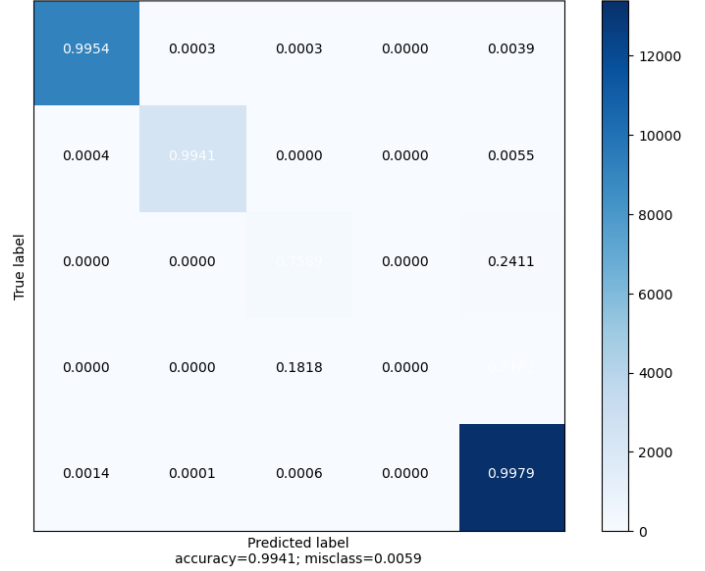 0.9954 0.0003 0.0003 0.0000 0.0039
12000
0.0004 0.9941 0.0000 0.0000 0.0055
10000
8000
True label
0.0000 0.0000 0.0000 0.2411
6000
0.0000 0.0000 0.1818 0.0000
4000
0.0014 0.0001 0.0006 0.0000 0.9979
2000
0
Predicted label
accuracy=0.9941; misclass=0.0059